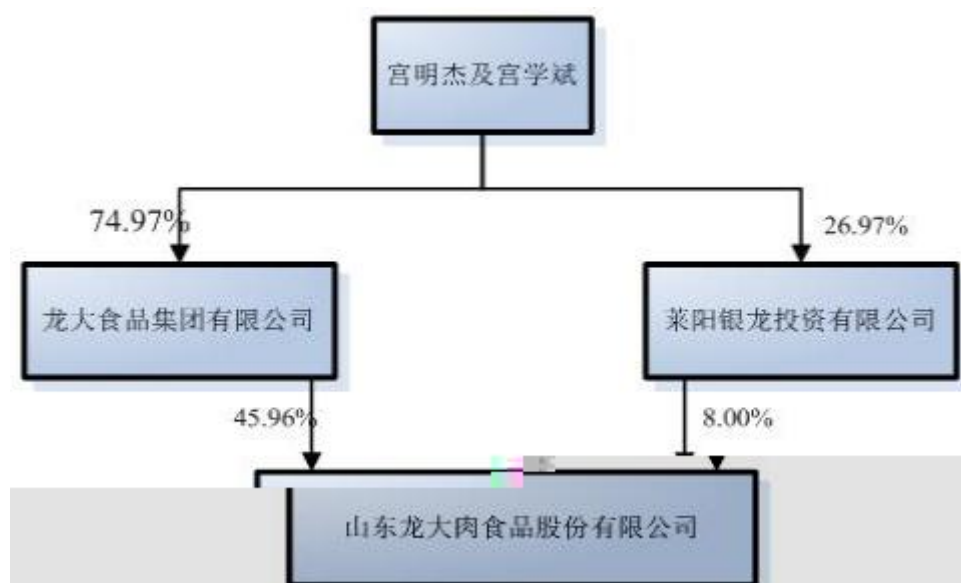 宫明杰及宫学斌
74.97%
26.97%
龙大食品集团有限公司
莱阳银龙投资有限公司
45.96%
8.00%
山东龙大肉食品股份有限公司